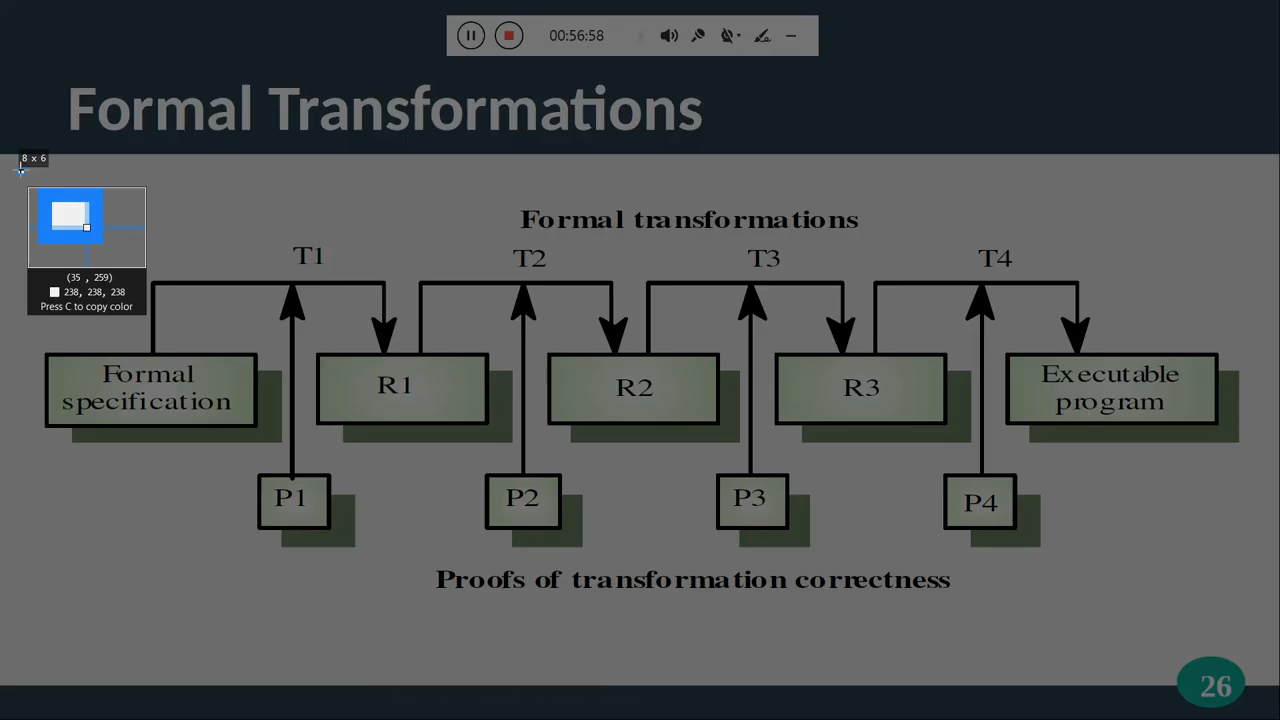 00:56:58
Formal Transformations
8 x 6
(35 , 259)
238, 238, 238
Press C to copy color
Formal transformations
T1 T2 T3 T4
Formal specification
R1
R2
R3
Executable program
P1 P2 P3 P4
Proofs of transformation correctness
26